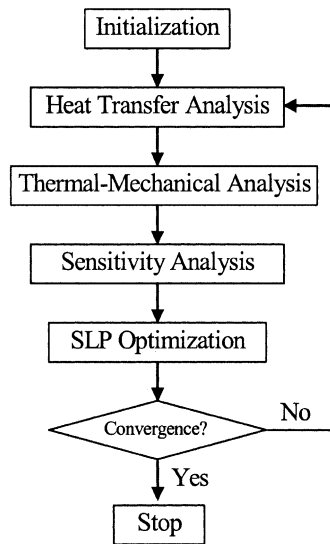 Initialization
Heat Transfer Analysis
Thermal-Mechanical Analysis
Sensitivity Analysis
SLP Optimization
Convergence?
No
Yes
Stop